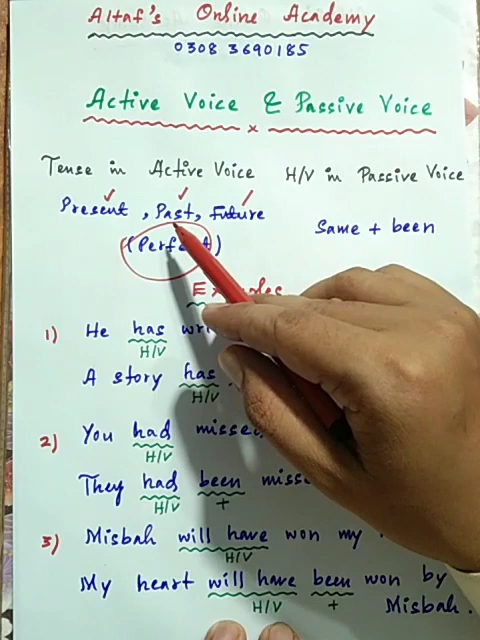 Altaf's Online Academy
0308 3690185
Active Voice & Passive Voice
x
Tense in Active Voice H/V in Passive Voice
Present, Past, Future
Same + been
(Perfect)
Examples
1) He has
H/V
A story has
H/V
2) You had
H/V
They had been
H/V +
3) Misbah will have won my
H/V
My heart will have been won by
H/V + Misbah.